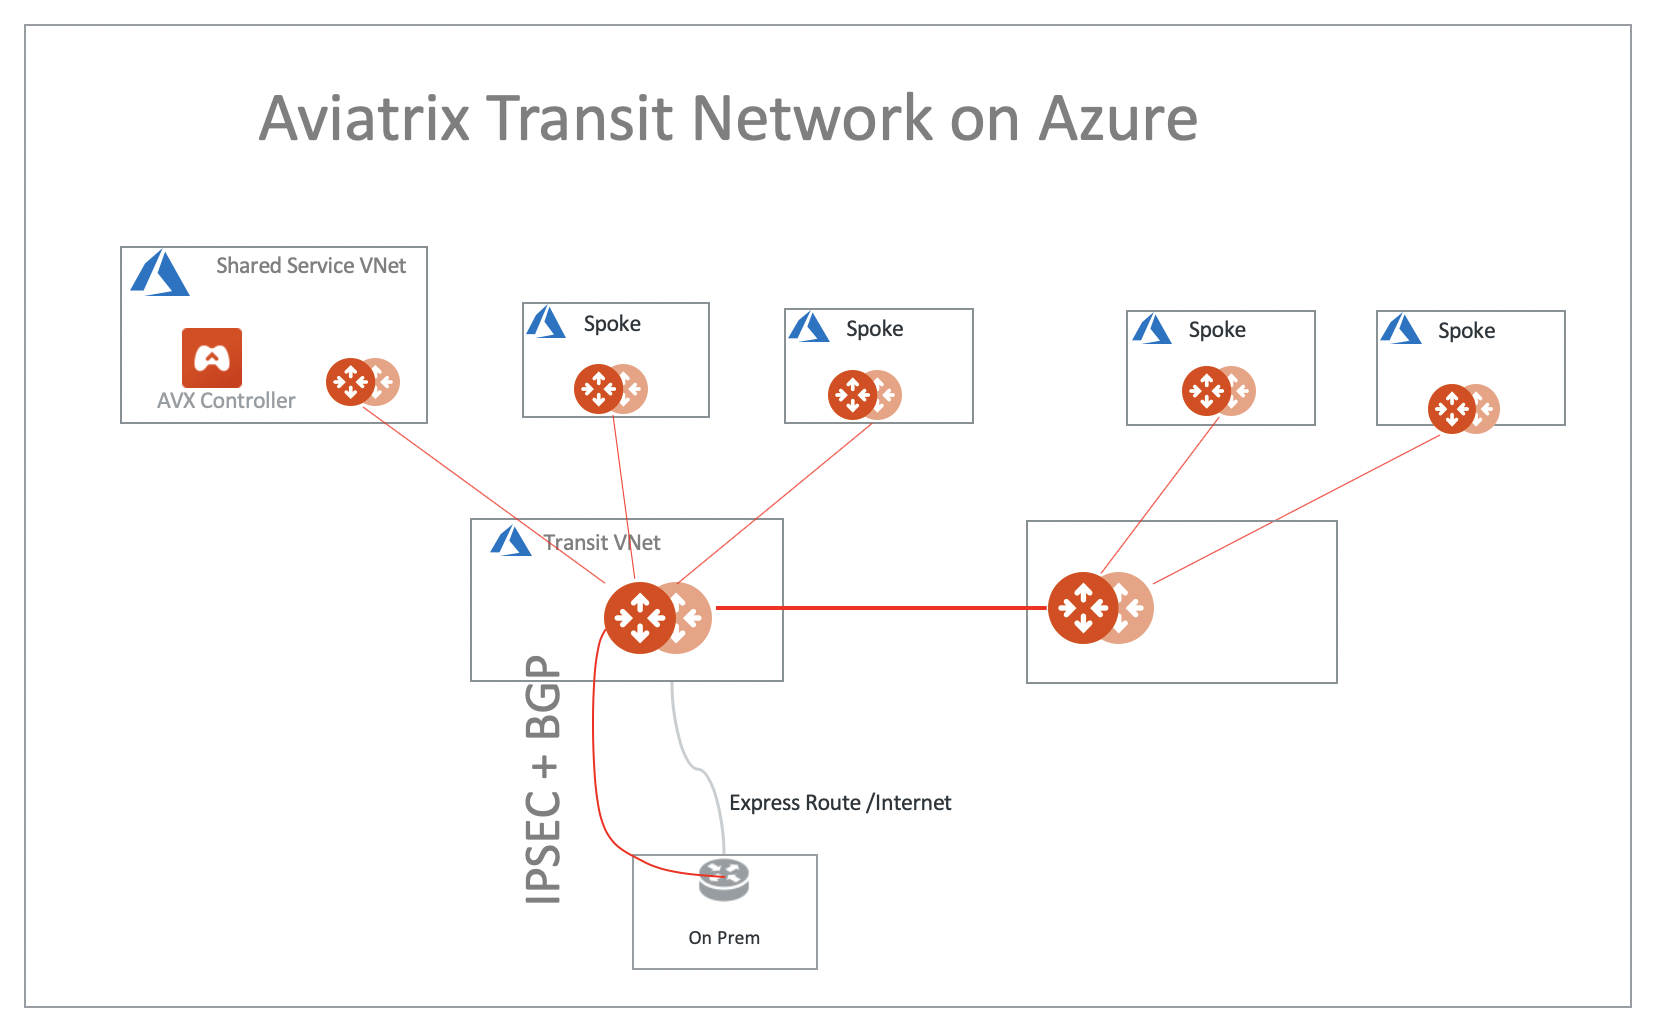 Aviatrix Transit Network on Azure
Shared Service VNet
AVX Controller
Spoke
Spoke
Spoke
Spoke
Transit VNet
IPSEC + BGP
Express Route /Internet
On Prem